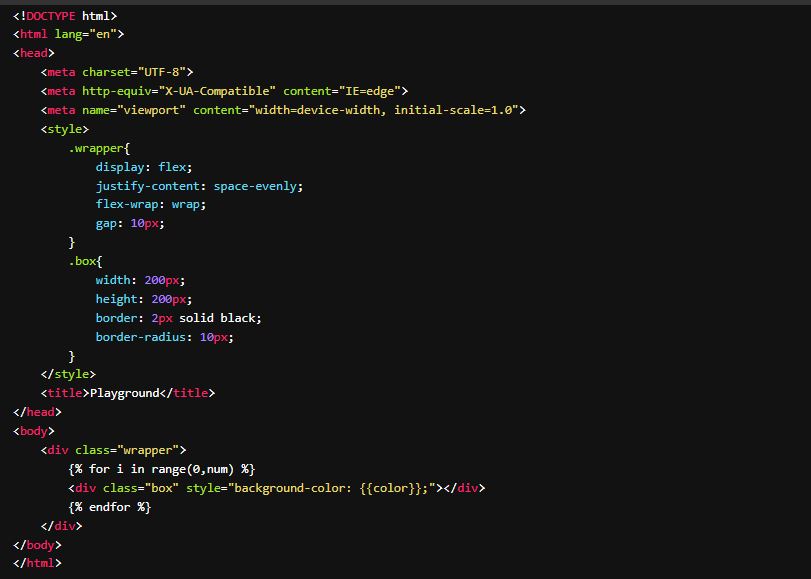 <!DOCTYPE html>
<html lang="en">
<head>
    <meta charset="UTF-8">
    <meta http-equiv="X-UA-Compatible" content="IE=edge">
    <meta name="viewport" content="width=device-width, initial-scale=1.0">
    <style>
        .wrapper{
            display: flex;
            justify-content: space-evenly;
            flex-wrap: wrap;
            gap: 10px;
        }
        .box{
            width: 200px;
            height: 200px;
            border: 2px solid black;
            border-radius: 10px;
        }
    </style>
    <title>Playground</title>
</head>
<body>
    <div class="wrapper">
        {% for i in range(0,num) %}
        <div class="box" style="background-color: {{color}};"></div>
        {% endfor %}
    </div>
</body>
</html>